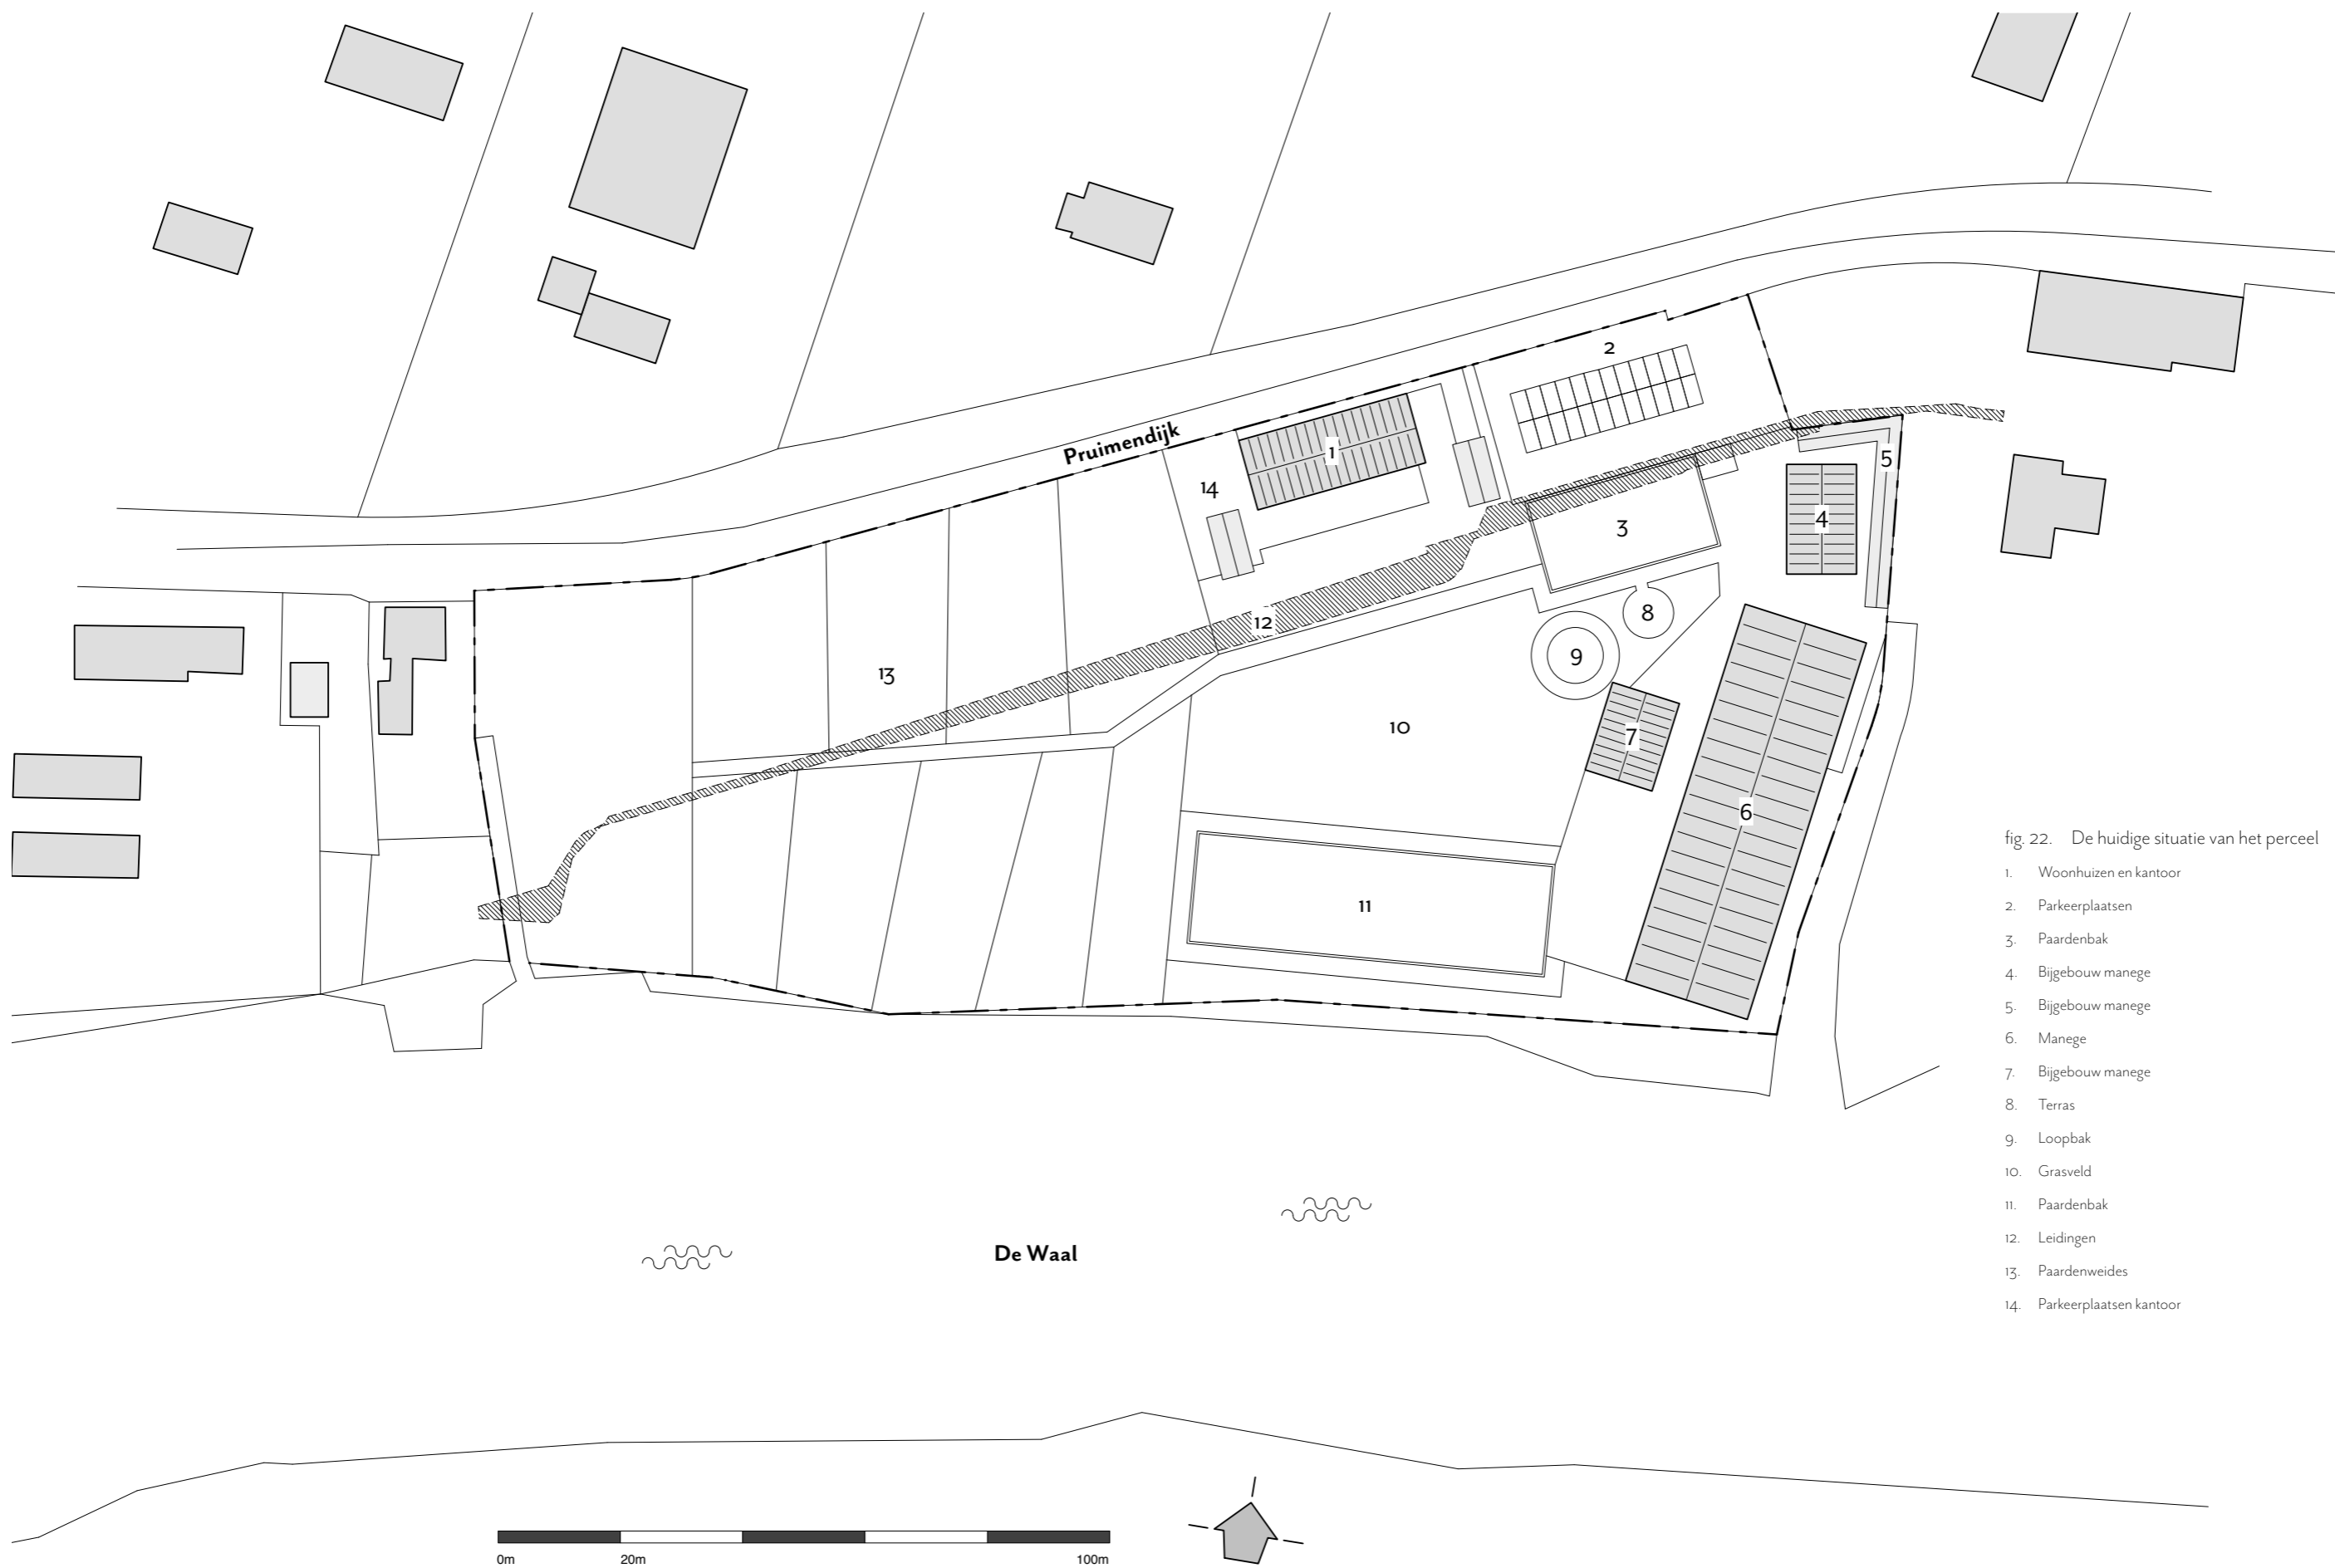 2
Pruimendijk
1
5
14
4
3
8
12
9
13
10
7
6
11
fig. 22. De huidige situatie van het perceel
1. Woonhuizen en kantoor
2. Parkeerplaatsen
3. Paardenbak
4. Bijgebouw manege
5. Bijgebouw manege
6. Manege
7. Bijgebouw manege
8. Terras
9. Loopbak
10. Grasveld
11. Paardenbak
12. Leidingen
13. Paardenweides
14. Parkeerplaatsen kantoor
De Waal
0m 20m 100m